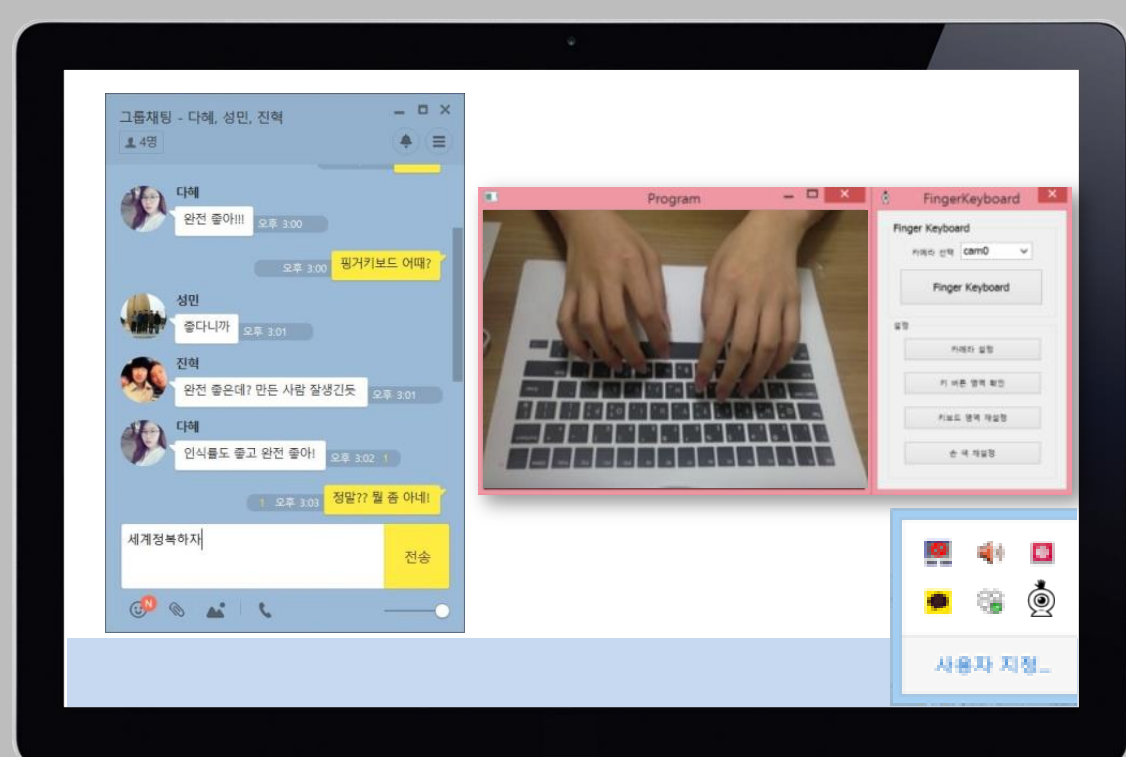 그룹채팅 - 다혜, 성민, 진혁
4명
다혜
완전 좋아!!!
오후 3:00
오후 3:00
핑거키보드 어때?
성민
좋다니까
오후 3:01
진혁
완전 좋은데? 만든 사람 잘생긴듯
오후 3:01
다혜
인식률도 좋고 완전 좋아!
오후 3:02 1
1 오후 3:03
정말?? 뭘 좀 아네!
세계정복하자
전송
N
Program
FingerKeyboard
Finger Keyboard
카메라 선택 cam0
Finger Keyboard
설정
카메라 설정
키 버튼 영역 확인
키보드 영역 재설정
손 색 재설정
사용자 지정...